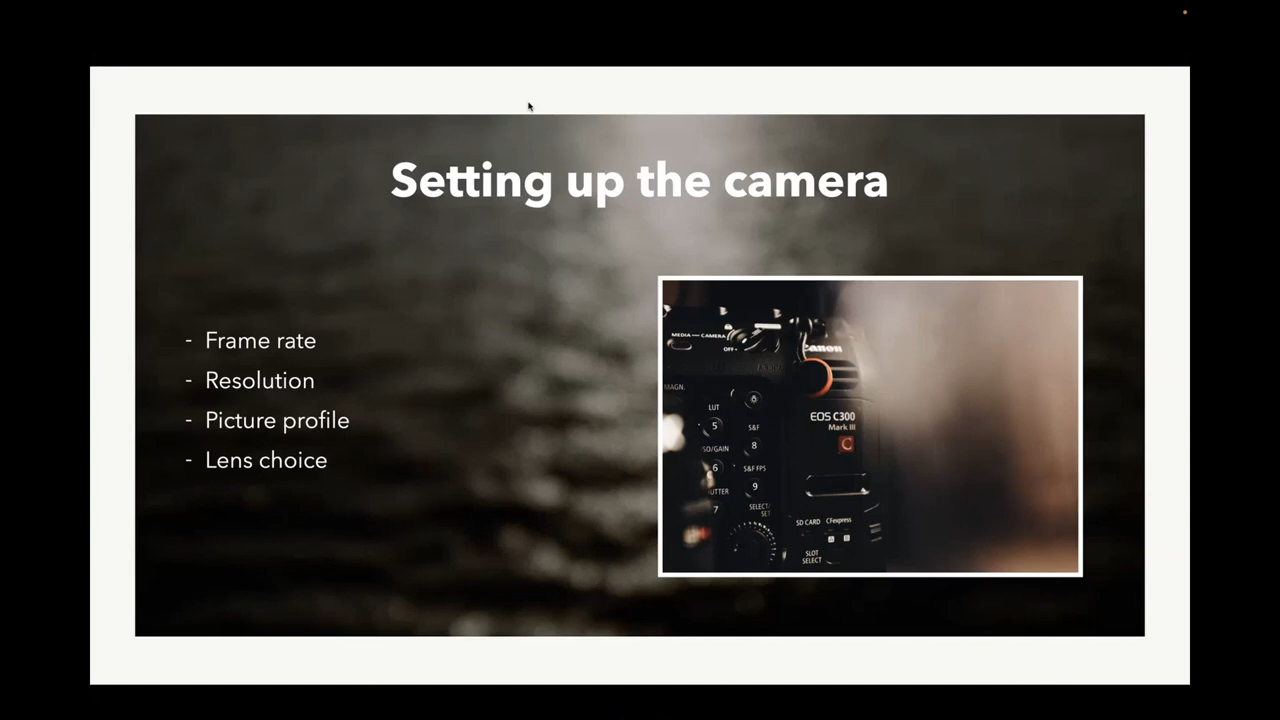 Setting up the camera
- Frame rate
- Resolution
- Picture profile
- Lens choice
MEDIA — CAMERA
OFF
Canon
MAGN.
LUT
5
S&F
8
EOS C300
Mark III
C
ISO/GAIN
6
S&F FPS
9
UTTER
7
SELECT/
SET
SD CARD CFexpress
A B
SLOT
SELECT